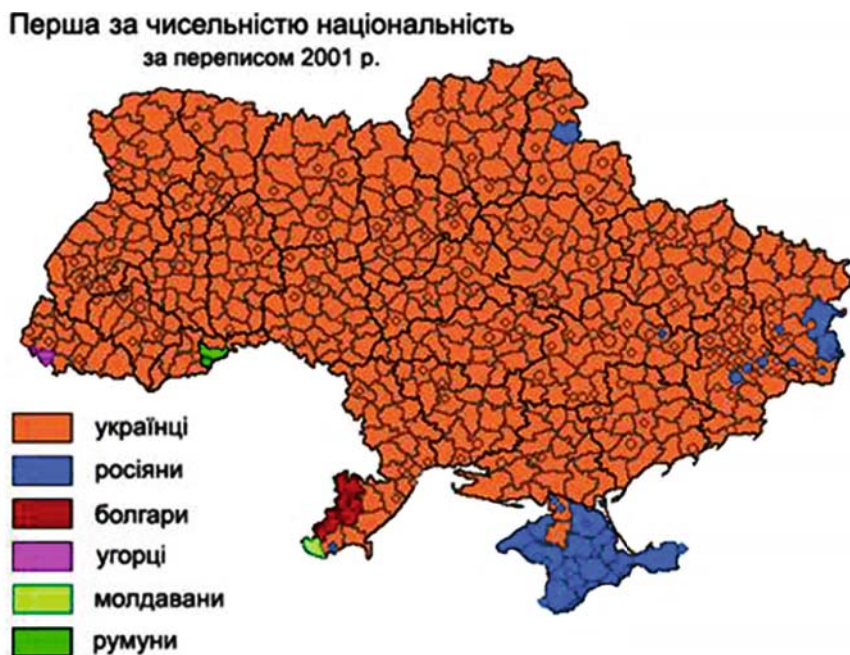 Перша за чисельністю національність
за переписом 2001 р.
українці
росіяни
болгари
угорці
молдавани
румуни